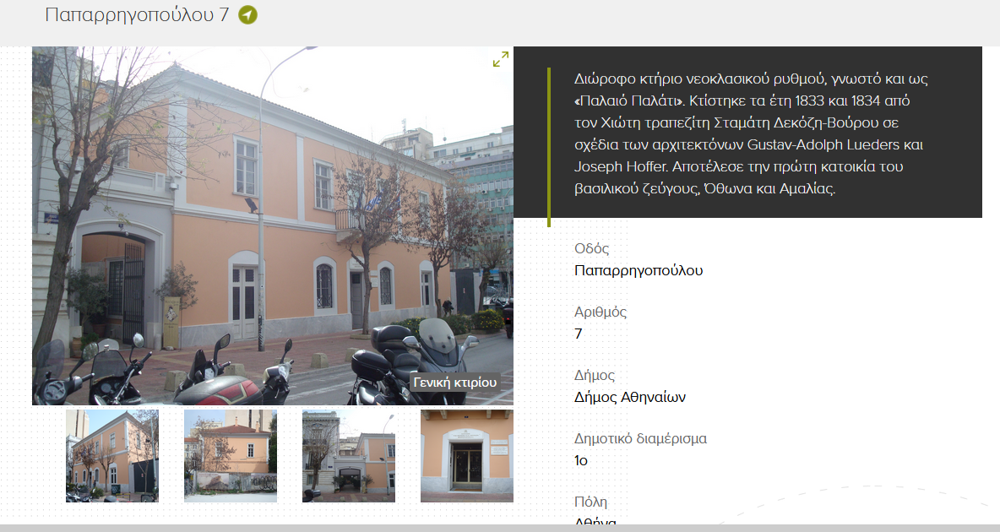 Παπαρρηγοπούλου 7
Διώροφο κτήριο νεοκλασικού ρυθμού, γνωστό και ως
«Παλαιό Παλάτι». Κτίστηκε τα έτη 1833 και 1834 από
τον Χιώτη τραπεζίτη Σταμάτη Δεκόζη-Βούρου σε
σχέδια των αρχιτεκτόνων Gustav-Adolph Lueders και
Joseph Hoffer. Αποτέλεσε την πρώτη κατοικία του
βασιλικού ζεύγους, Όθωνα και Αμαλίας.
Γενική κτιρίου
Οδός
Παπαρρηγοπούλου
Αριθμός
7
Δήμος
Δήμος Αθηναίων
Δημοτικό διαμέρισμα
1ο
Πόλη
Αθήνα